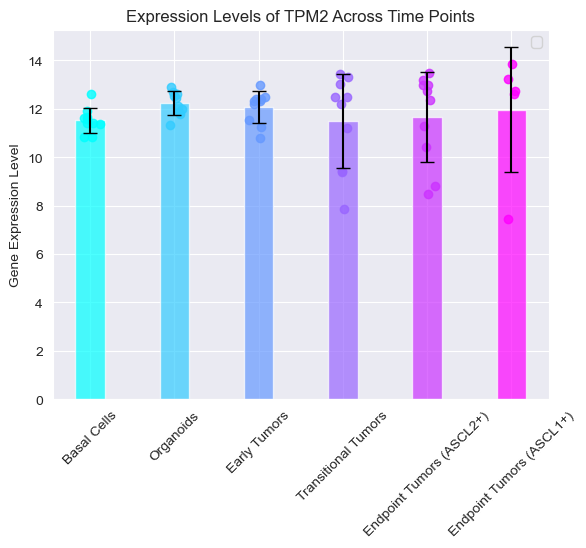 Expression Levels of TPM2 Across Time Points
Gene Expression Level
14
12
10
8
6
4
2
0
Basal Cells
Organoids
Early Tumors
Transitional Tumors
Endpoint Tumors (ASCL2+)
Endpoint Tumors (ASCL1+)